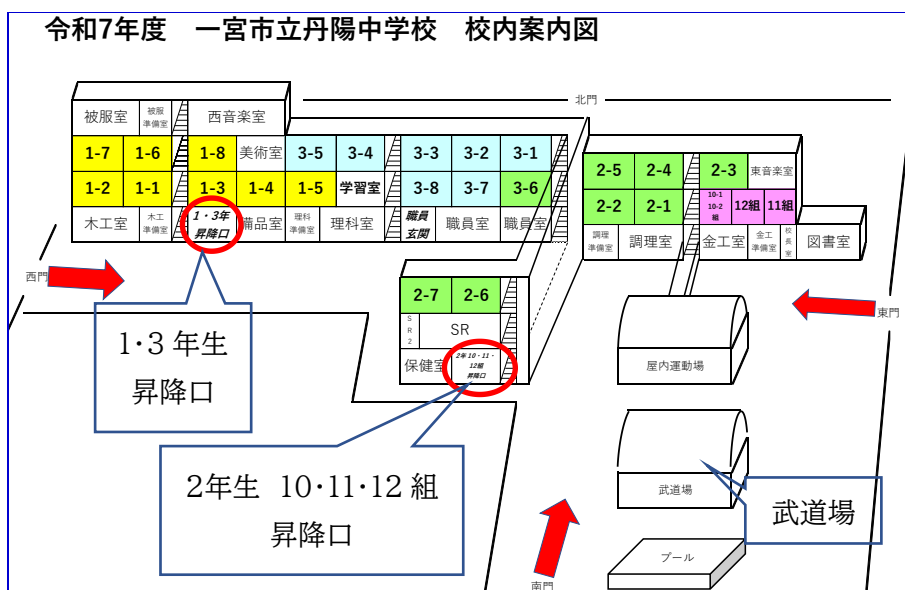 令和7年度　一宮市立丹陽中学校　校内案内図
北門
被服室
被服
準備室
西音楽室
1-7
1-6
1-8
美術室
3-5
3-4
3-3
3-2
3-1
1-2
1-1
1-3
1-4
1-5
学習室
3-8
3-7
3-6
木工室
木工
準備室
1・3年
昇降口
備品室
理科
準備室
理科室
職員
玄関
職員室
職員室
2-5
2-4
2-3
東音楽室
2-2
2-1
10-1
10-2
組
12組
11組
調理
準備室
調理室
金工室
金工
準備室
校
長
室
図書室
西門
東門
2-7
2-6
S
R
2
SR
保健室
2年10・11・
12組
昇降口
屋内運動場
1・3年生
昇降口
2年生 10・11・12組
昇降口
武道場
武道場
プール
南門